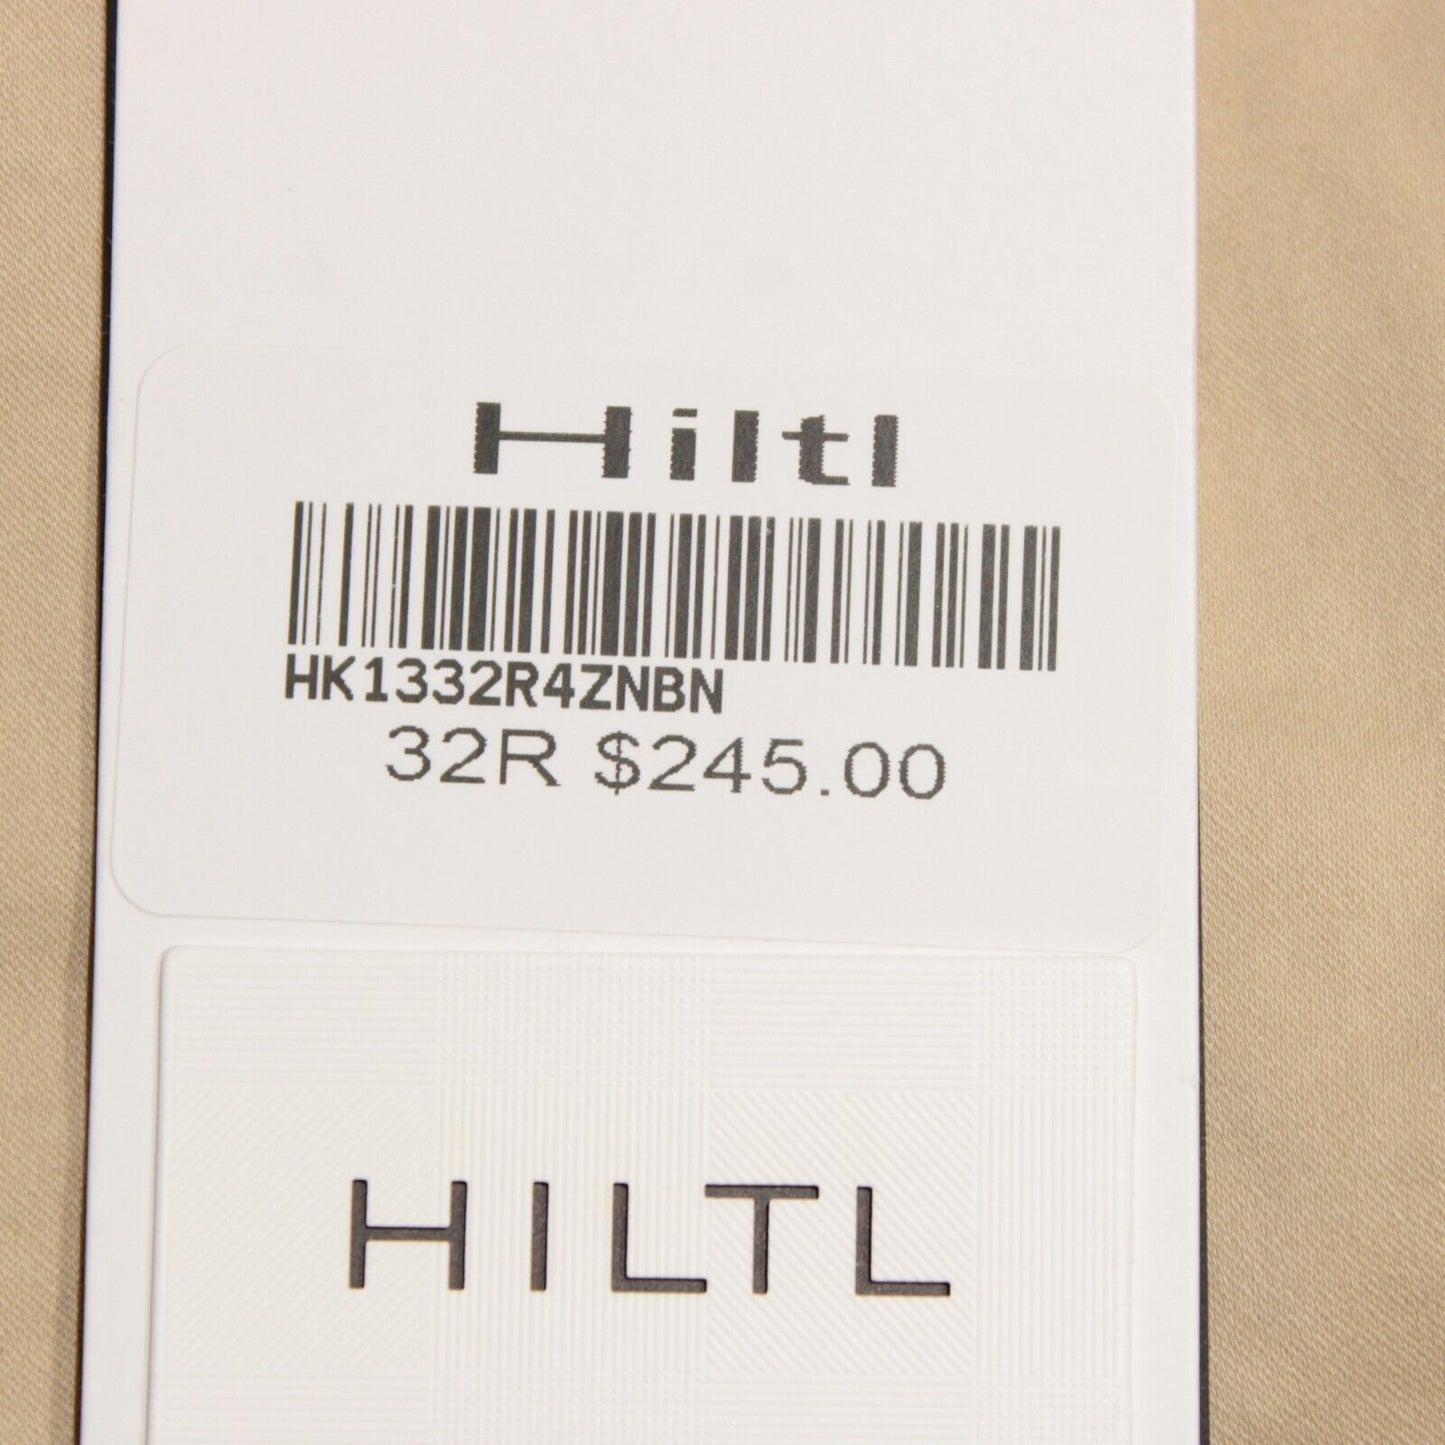 Hiltl
HK1332R4ZNBN
32R $245.00
HILTL